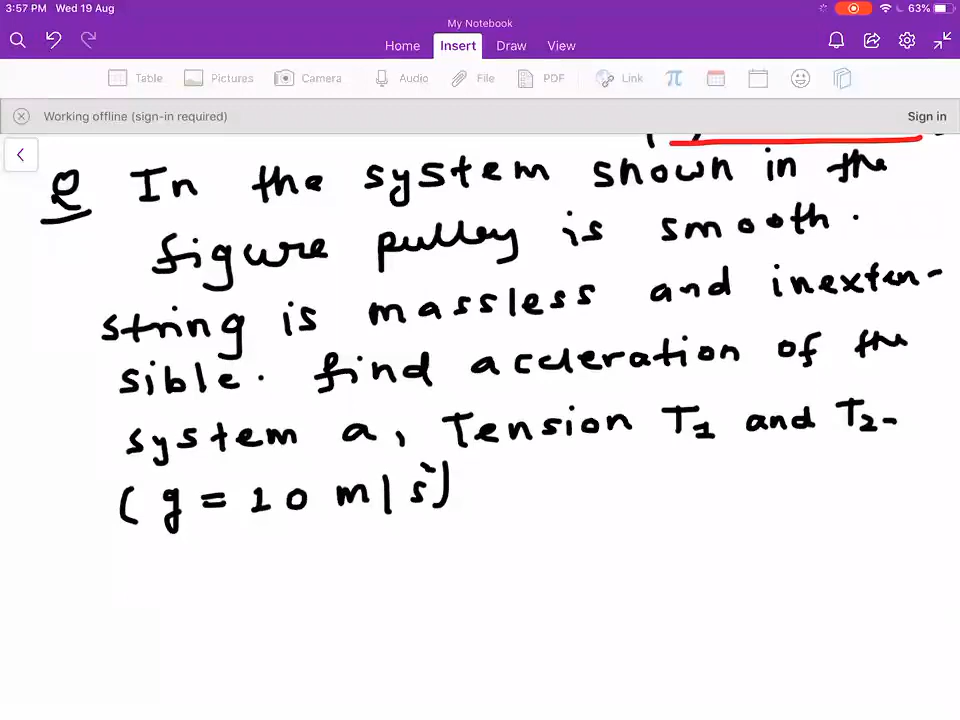 3:57 PM Wed 19 Aug
63%
My Notebook
Home Insert Draw View
Table Pictures Camera Audio File PDF Link
Working offline (sign-in required)
Sign in
Q In the system shown in the
figure pulley is smooth.
string is massless and inexten-
sible. find accleration of the
system a, Tension T1 and T2-
(g = 10 m/s²)